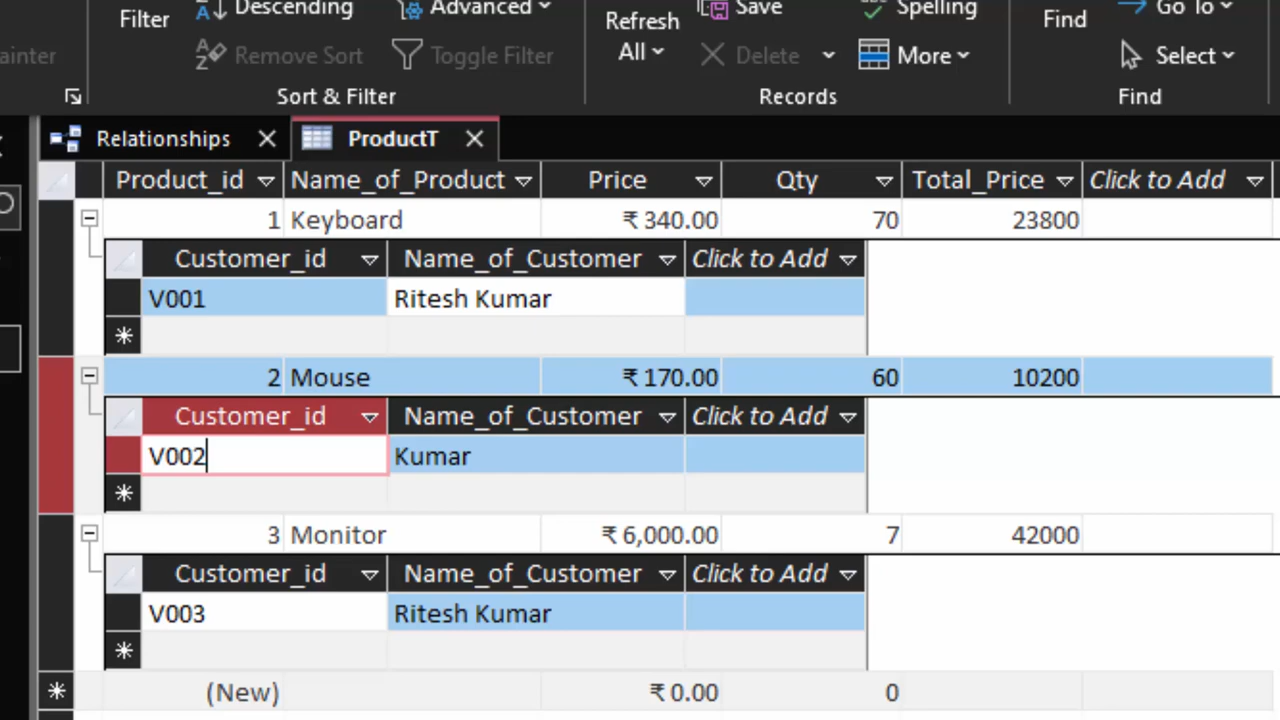 Filter
Descending
Advanced
Refresh
All
Save
Spelling
Find
Go To
ainter
Remove Sort
Toggle Filter
Delete
More
Select
Sort & Filter
Records
Find
Relationships
ProductT
Product_id Name_of_Product Price Qty Total_Price Click to Add
1 Keyboard ₹ 340.00 70 23800
Customer_id Name_of_Customer Click to Add
V001 Ritesh Kumar
2 Mouse ₹ 170.00 60 10200
Customer_id Name_of_Customer Click to Add
V002 Kumar
3 Monitor ₹ 6,000.00 7 42000
Customer_id Name_of_Customer Click to Add
V003 Ritesh Kumar
(New) ₹ 0.00 0